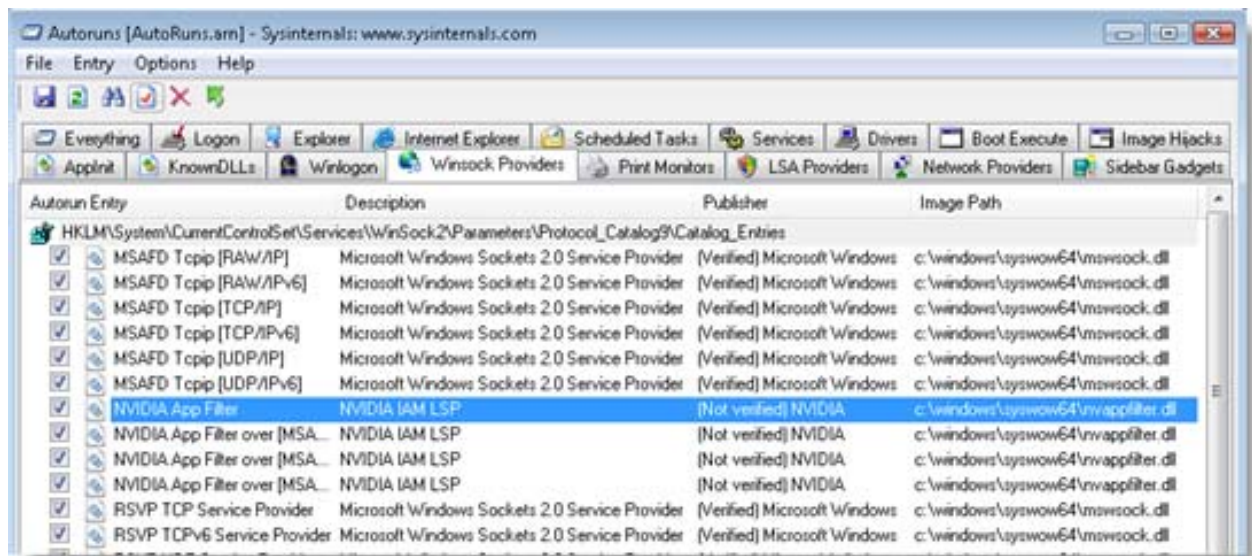 Autoruns [AutoRuns.arn] - Sysinternals: www.sysinternals.com
File Entry Options Help
Everything Logon Explorer Internet Explorer Scheduled Tasks Services Drivers Boot Execute Image Hijacks
AppInit KnownDLLs Winlogon Winsock Providers Print Monitors LSA Providers Network Providers Sidebar Gadgets
Autorun Entry Description Publisher Image Path
HKLM\System\CurrentControlSet\Services\WinSock2\Parameters\Protocol_Catalog9\Catalog_Entries
MSAFD Tcpip [RAW/IP] Microsoft Windows Sockets 2.0 Service Provider (Verified) Microsoft Windows c:\windows\syswow64\mswsock.dll
MSAFD Tcpip [RAW/IPv6] Microsoft Windows Sockets 2.0 Service Provider (Verified) Microsoft Windows c:\windows\syswow64\mswsock.dll
MSAFD Tcpip [TCP/IP] Microsoft Windows Sockets 2.0 Service Provider (Verified) Microsoft Windows c:\windows\syswow64\mswsock.dll
MSAFD Tcpip [TCP/IPv6] Microsoft Windows Sockets 2.0 Service Provider (Verified) Microsoft Windows c:\windows\syswow64\mswsock.dll
MSAFD Tcpip [UDP/IP] Microsoft Windows Sockets 2.0 Service Provider (Verified) Microsoft Windows c:\windows\syswow64\mswsock.dll
MSAFD Tcpip [UDP/IPv6] Microsoft Windows Sockets 2.0 Service Provider (Verified) Microsoft Windows c:\windows\syswow64\mswsock.dll
NVIDIA App Filter NVIDIA IAM LSP (Not verified) NVIDIA c:\windows\syswow64\nvappfilter.dll
NVIDIA App Filter over [MSA... NVIDIA IAM LSP (Not verified) NVIDIA c:\windows\syswow64\nvappfilter.dll
NVIDIA App Filter over [MSA... NVIDIA IAM LSP (Not verified) NVIDIA c:\windows\syswow64\nvappfilter.dll
NVIDIA App Filter over [MSA... NVIDIA IAM LSP (Not verified) NVIDIA c:\windows\syswow64\nvappfilter.dll
RSVP TCP Service Provider Microsoft Windows Sockets 2.0 Service Provider (Verified) Microsoft Windows c:\windows\syswow64\mswsock.dll
RSVP TCPv6 Service Provider Microsoft Windows Sockets 2.0 Service Provider (Verified) Microsoft Windows c:\windows\syswow64\mswsock.dll